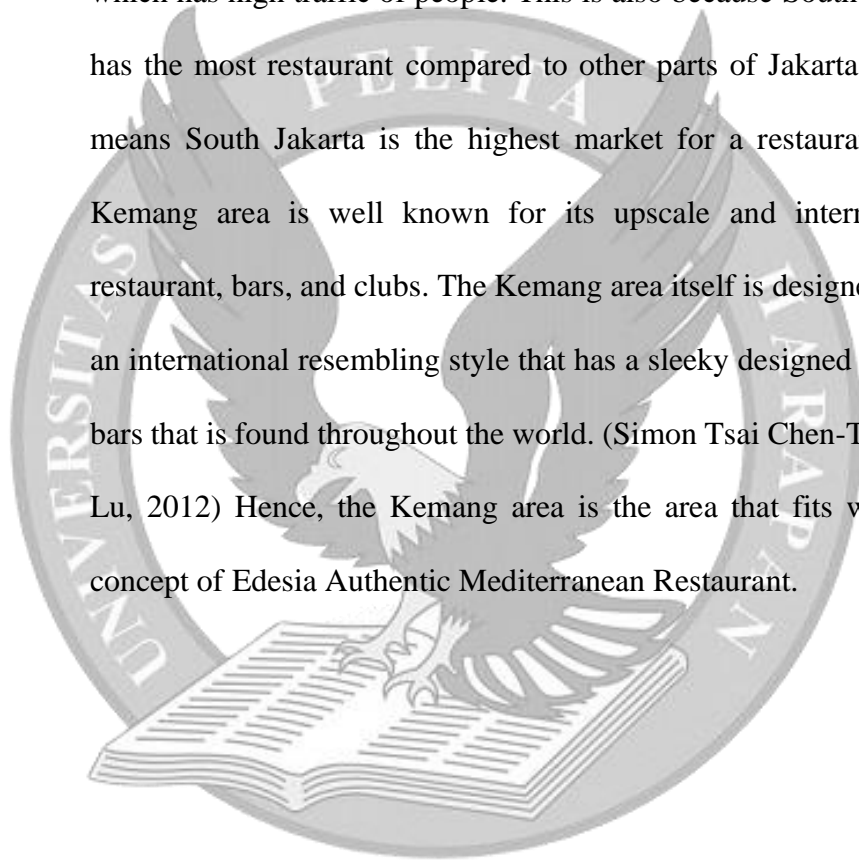 which has high traffic of people. This is also because South
has the most restaurant compared to other parts of Jakarta
means South Jakarta is the highest market for a restaura
Kemang area is well known for its upscale and intern
restaurant, bars, and clubs. The Kemang area itself is designe
an international resembling style that has a sleeky designed
bars that is found throughout the world. (Simon Tsai Chen-T
Lu, 2012) Hence, the Kemang area is the area that fits w
concept of Edesia Authentic Mediterranean Restaurant.
UNIVERSITAS PELITA HARAPAN